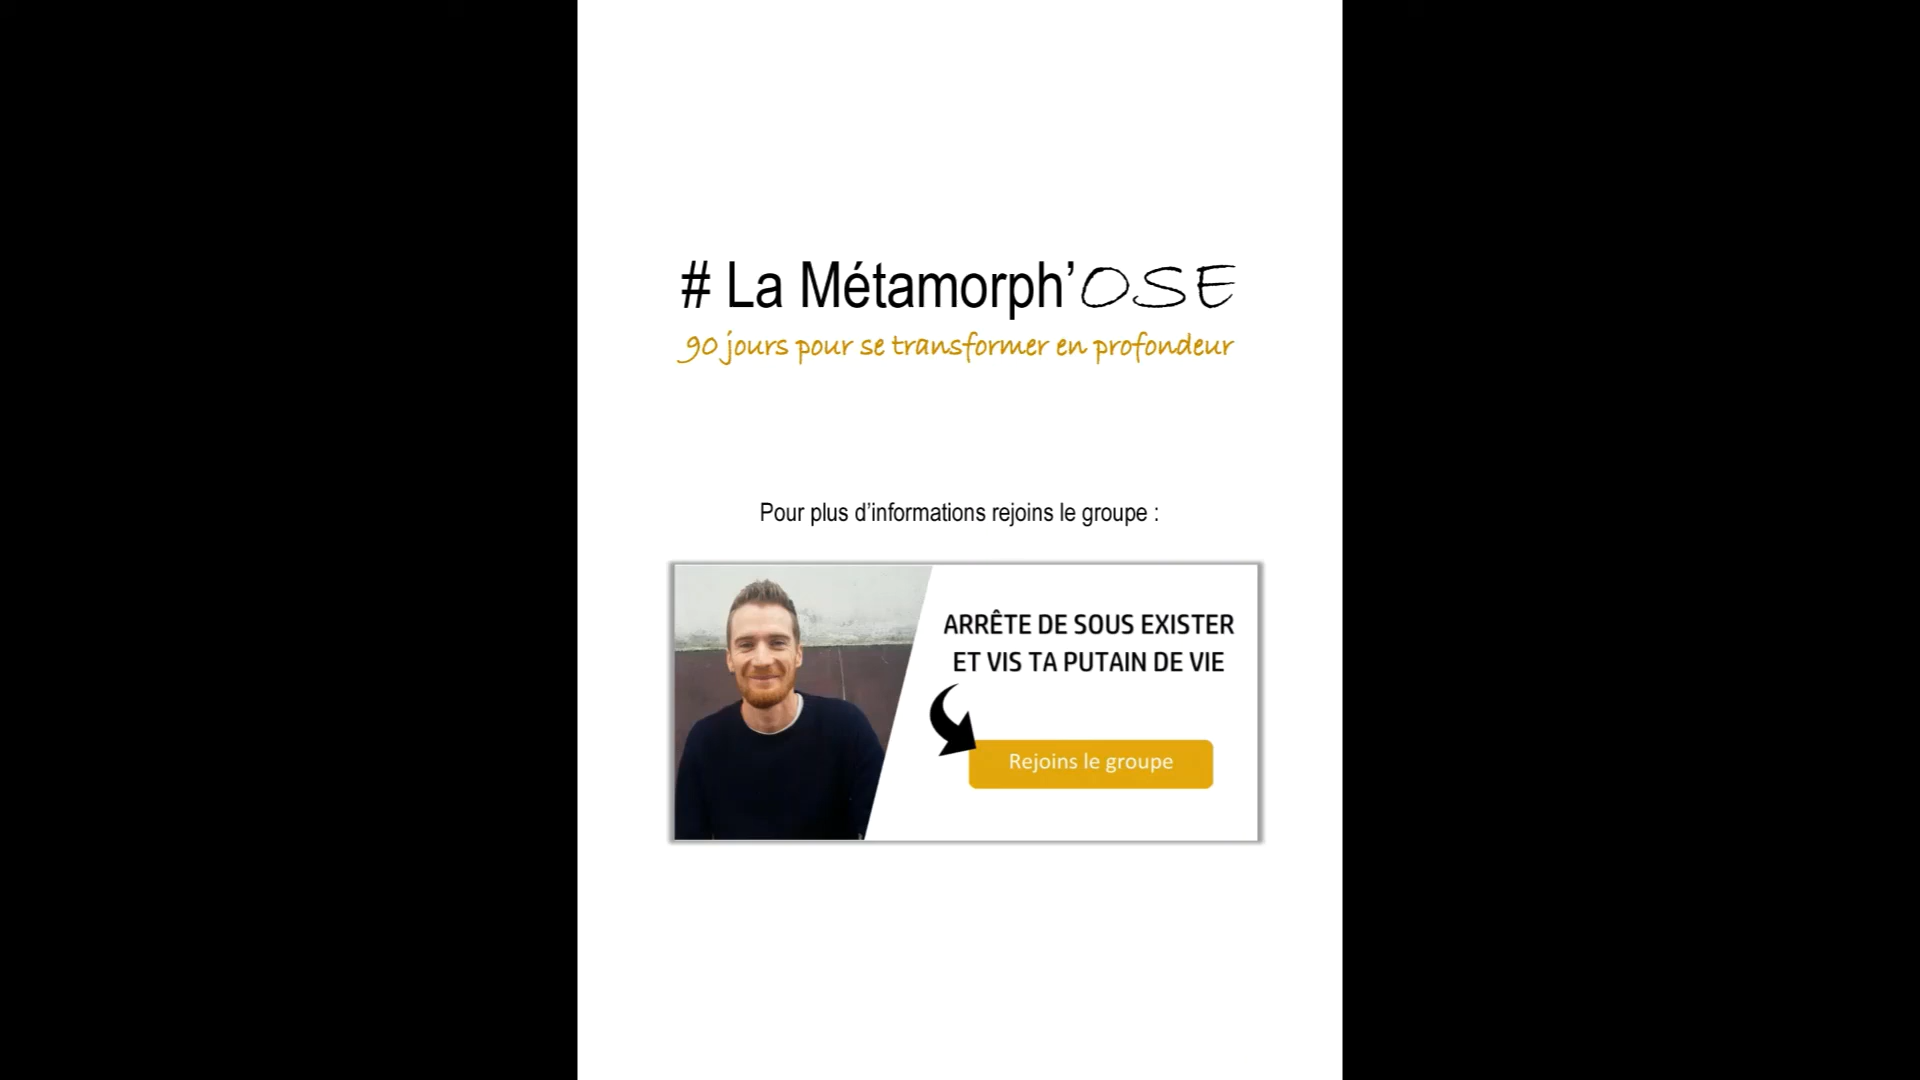 # La Métamorph’OSE
90 jours pour se transformer en profondeur
Pour plus d’informations rejoins le groupe :
ARRÊTE DE SOUS EXISTER
ET VIS TA PUTAIN DE VIE
Rejoins le groupe